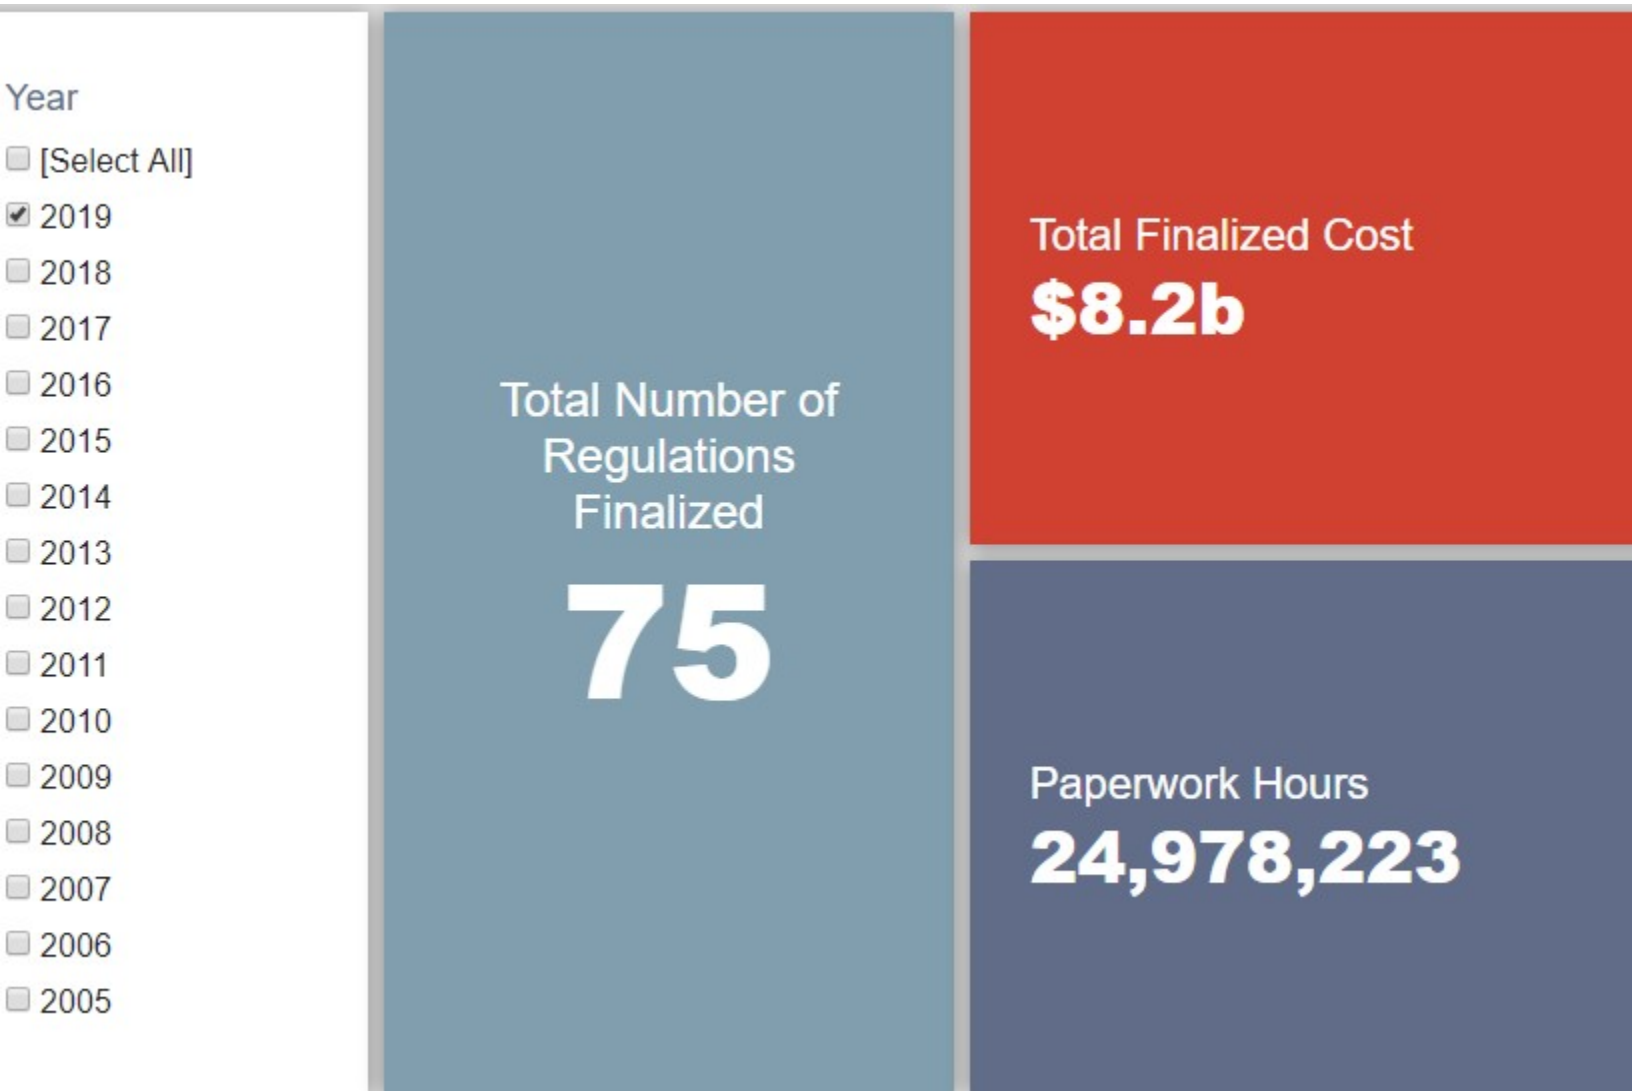 Year
[Select All]
2019
2018
2017
2016
2015
2014
2013
2012
2011
2010
2009
2008
2007
2006
2005
Total Number of
Regulations
Finalized
75
Total Finalized Cost
$8.2b
Paperwork Hours
24,978,223